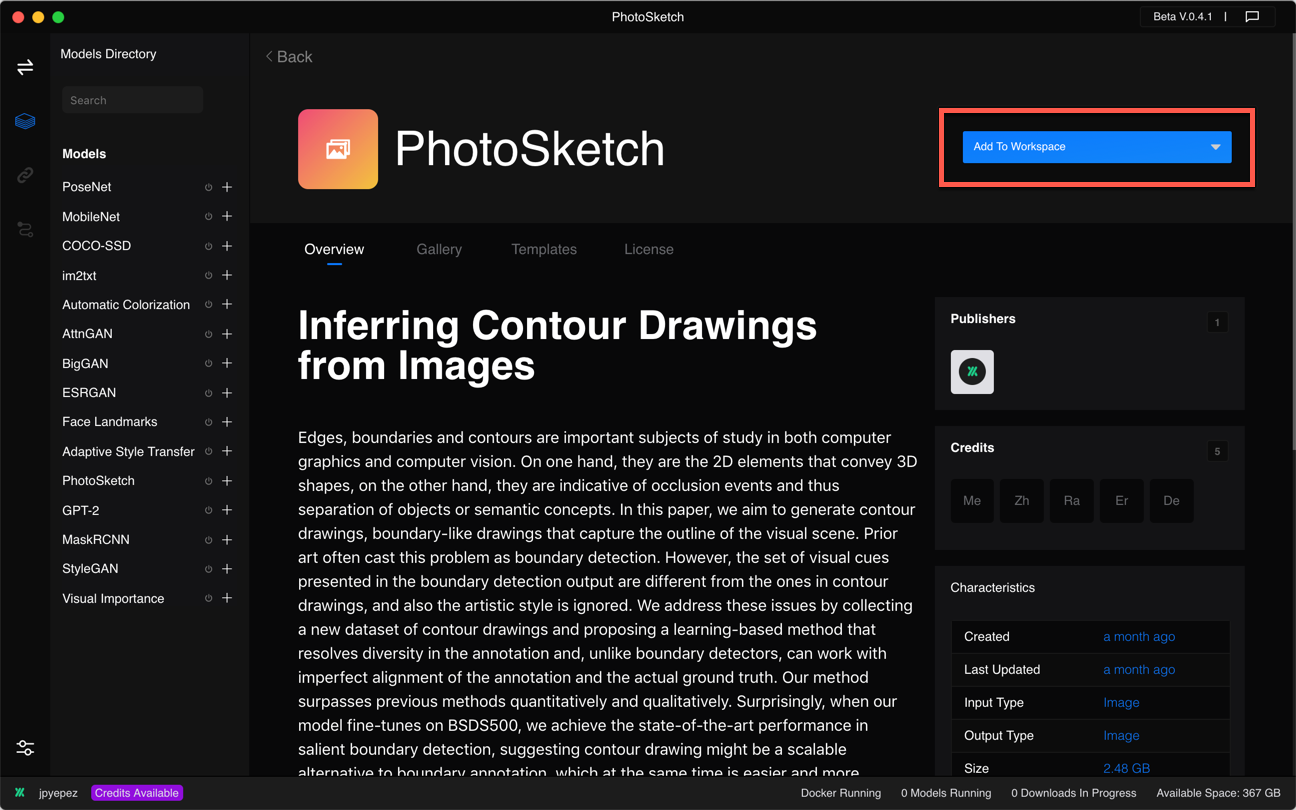 PhotoSketch
Beta V.0.4.1 |
Models Directory
Search
Models
PoseNet
MobileNet
COCO-SSD
im2txt
Automatic Colorization
AttnGAN
BigGAN
ESRGAN
Face Landmarks
Adaptive Style Transfer
PhotoSketch
GPT-2
MaskRCNN
StyleGAN
Visual Importance
Back
PhotoSketch
Add To Workspace
Overview Gallery Templates License
Inferring Contour Drawings
from Images
Edges, boundaries and contours are important subjects of study in both computer
graphics and computer vision. On one hand, they are the 2D elements that convey 3D
shapes, on the other hand, they are indicative of occlusion events and thus
separation of objects or semantic concepts. In this paper, we aim to generate contour
drawings, boundary-like drawings that capture the outline of the visual scene. Prior
art often cast this problem as boundary detection. However, the set of visual cues
presented in the boundary detection output are different from the ones in contour
drawings, and also the artistic style is ignored. We address these issues by collecting
a new dataset of contour drawings and proposing a learning-based method that
resolves diversity in the annotation and, unlike boundary detectors, can work with
imperfect alignment of the annotation and the actual ground truth. Our method
surpasses previous methods quantitatively and qualitatively. Surprisingly, when our
model fine-tunes on BSDS500, we achieve the state-of-the-art performance in
salient boundary detection, suggesting contour drawing might be a scalable
alternative to boundary annotation, which at the same time is easier and more
Publishers 1
Credits 5
Me Zh Ra Er De
Characteristics
Created a month ago
Last Updated a month ago
Input Type Image
Output Type Image
Size 2.48 GB
jpyepez Credits Available Docker Running 0 Models Running 0 Downloads In Progress Available Space: 367 GB